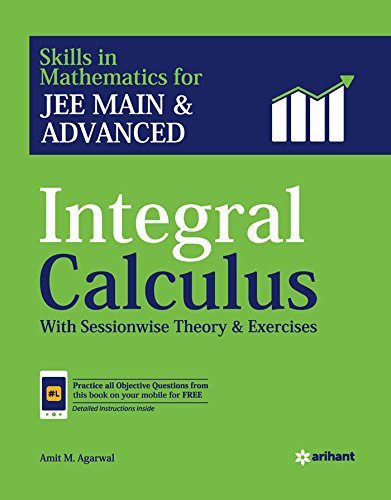 Skills in
Mathematics for
JEE MAIN &
ADVANCED
Integral
Calculus
With Sessionwise Theory & Exercises
#L
Practice all Objective Questions from
this book on your mobile for FREE
Detailed Instructions inside
Amit M. Agarwal
arihant